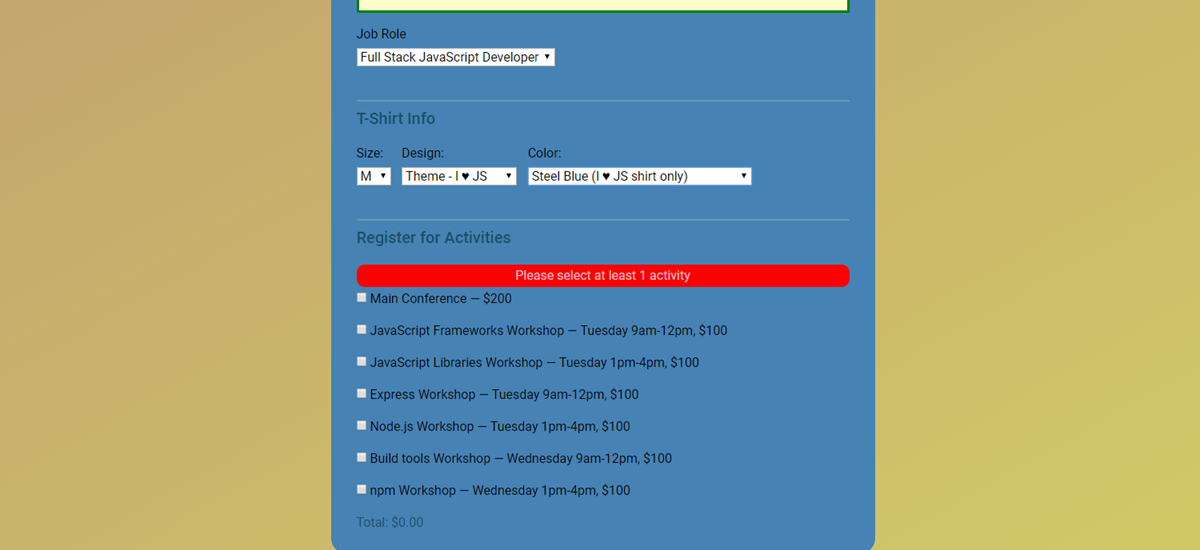 Job Role
Full Stack JavaScript Developer
T-Shirt Info
Size: Design: Color:
M Theme - I ♥ JS Steel Blue (I ♥ JS shirt only)
Register for Activities
Please select at least 1 activity
Main Conference — $200
JavaScript Frameworks Workshop — Tuesday 9am-12pm, $100
JavaScript Libraries Workshop — Tuesday 1pm-4pm, $100
Express Workshop — Tuesday 9am-12pm, $100
Node.js Workshop — Tuesday 1pm-4pm, $100
Build tools Workshop — Wednesday 9am-12pm, $100
npm Workshop — Wednesday 1pm-4pm, $100
Total: $0.00